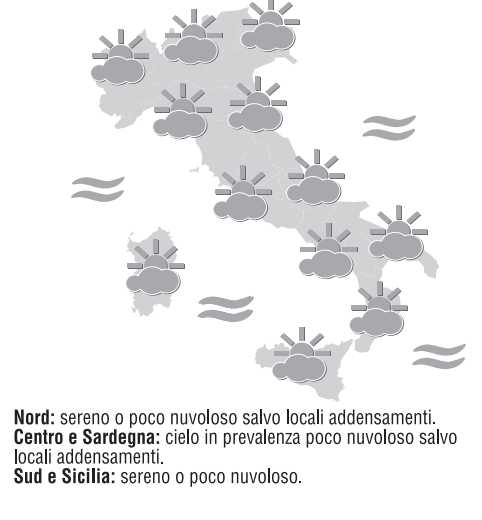 Nord: sereno o poco nuvoloso salvo locali addensamenti.
Centro e Sardegna: cielo in prevalenza poco nuvoloso salvo
locali addensamenti.
Sud e Sicilia: sereno o poco nuvoloso.